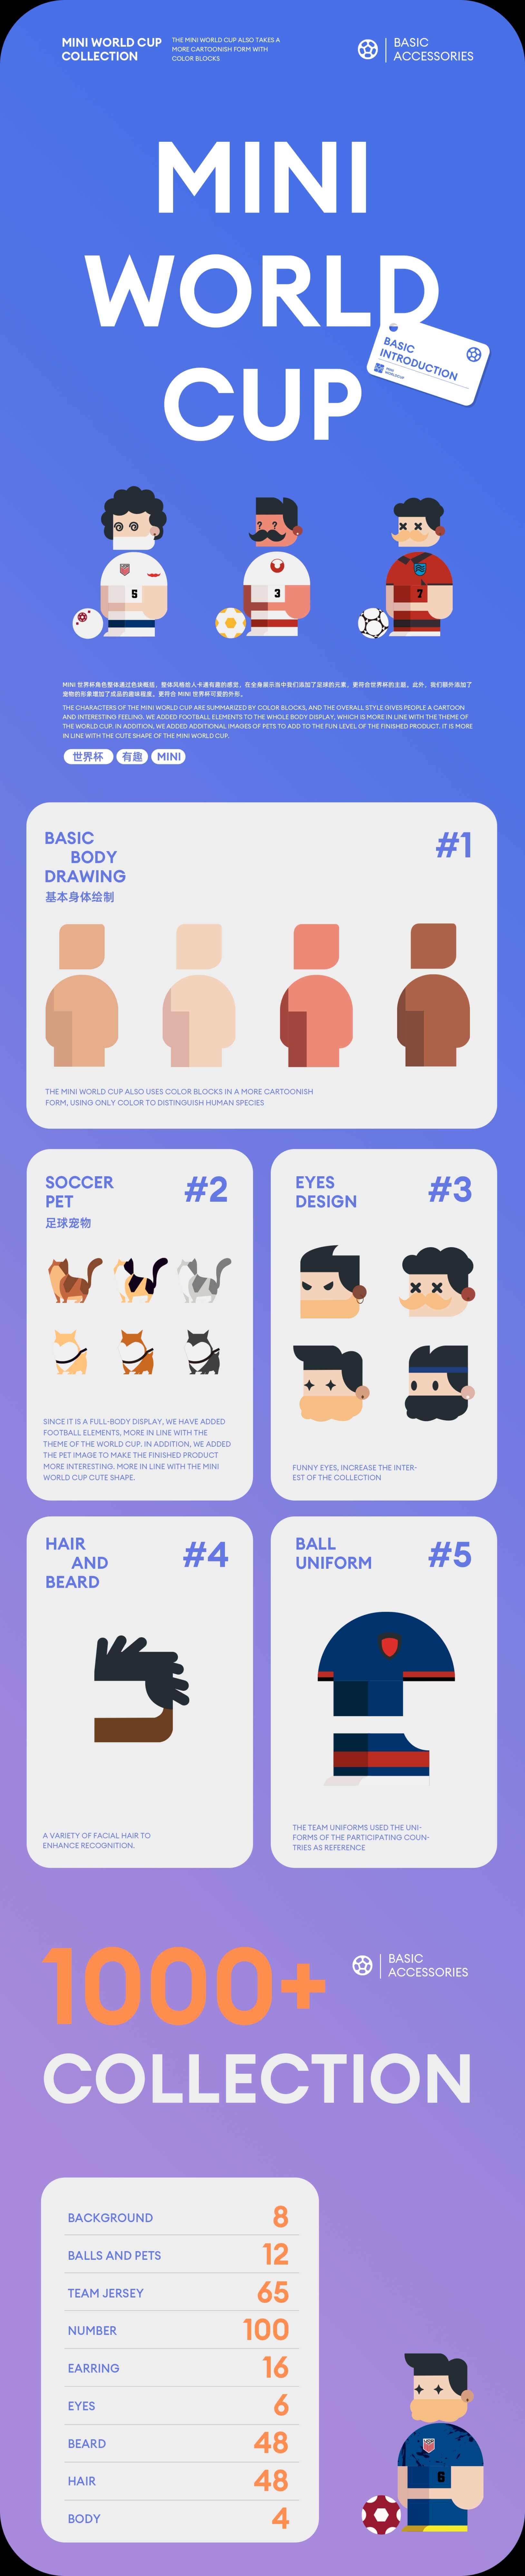 MINI WORLD CUP
COLLECTION
THE MINI WORLD CUP ALSO TAKES A
MORE CARTOONISH FORM WITH
COLOR BLOCKS
BASIC
ACCESSORIES
MINI
WORLD
CUP
BASIC
INTRODUCTION
5
3
7
MINI 世界杯角色整体通过色块概括，整体风格给人卡通有趣的感觉，在全身展示当中我们添加了足球的元素，更符合世界杯的主题。此外，我们额外添加了
宠物的形象增加了成品的趣味程度。更符合 MINI 世界杯可爱的外形。
THE CHARACTERS OF THE MINI WORLD CUP ARE SUMMARIZED BY COLOR BLOCKS, AND THE OVERALL STYLE GIVES PEOPLE A CARTOON
AND INTERESTING FEELING. WE ADDED FOOTBALL ELEMENTS TO THE WHOLE BODY DISPLAY, WHICH IS MORE IN LINE WITH THE THEME OF
THE WORLD CUP. IN ADDITION, WE ADDED ADDITIONAL IMAGES OF PETS TO ADD TO THE FUN LEVEL OF THE FINISHED PRODUCT. IT IS MORE
IN LINE WITH THE CUTE SHAPE OF THE MINI WORLD CUP.
世界杯 有趣 MINI
BASIC
BODY
DRAWING
基本身体绘制
#1
THE MINI WORLD CUP ALSO USES COLOR BLOCKS IN A MORE CARTOONISH
FORM, USING ONLY COLOR TO DISTINGUISH HUMAN SPECIES
SOCCER
PET
足球宠物
#2
SINCE IT IS A FULL-BODY DISPLAY, WE HAVE ADDED
FOOTBALL ELEMENTS, MORE IN LINE WITH THE
THEME OF THE WORLD CUP. IN ADDITION, WE ADDED
THE PET IMAGE TO MAKE THE FINISHED PRODUCT
MORE INTERESTING. MORE IN LINE WITH THE MINI
WORLD CUP CUTE SHAPE.
EYES
DESIGN
#3
FUNNY EYES, INCREASE THE INTER-
EST OF THE COLLECTION
HAIR
AND
BEARD
#4
A VARIETY OF FACIAL HAIR TO
ENHANCE RECOGNITION.
BALL
UNIFORM
#5
THE TEAM UNIFORMS USED THE UNI-
FORMS OF THE PARTICIPATING COUN-
TRIES AS REFERENCE
1000+
BASIC
ACCESSORIES
COLLECTION
BACKGROUND 8
BALLS AND PETS 12
TEAM JERSEY 65
NUMBER 100
EARRING 16
EYES 6
BEARD 48
HAIR 48
BODY 4
6